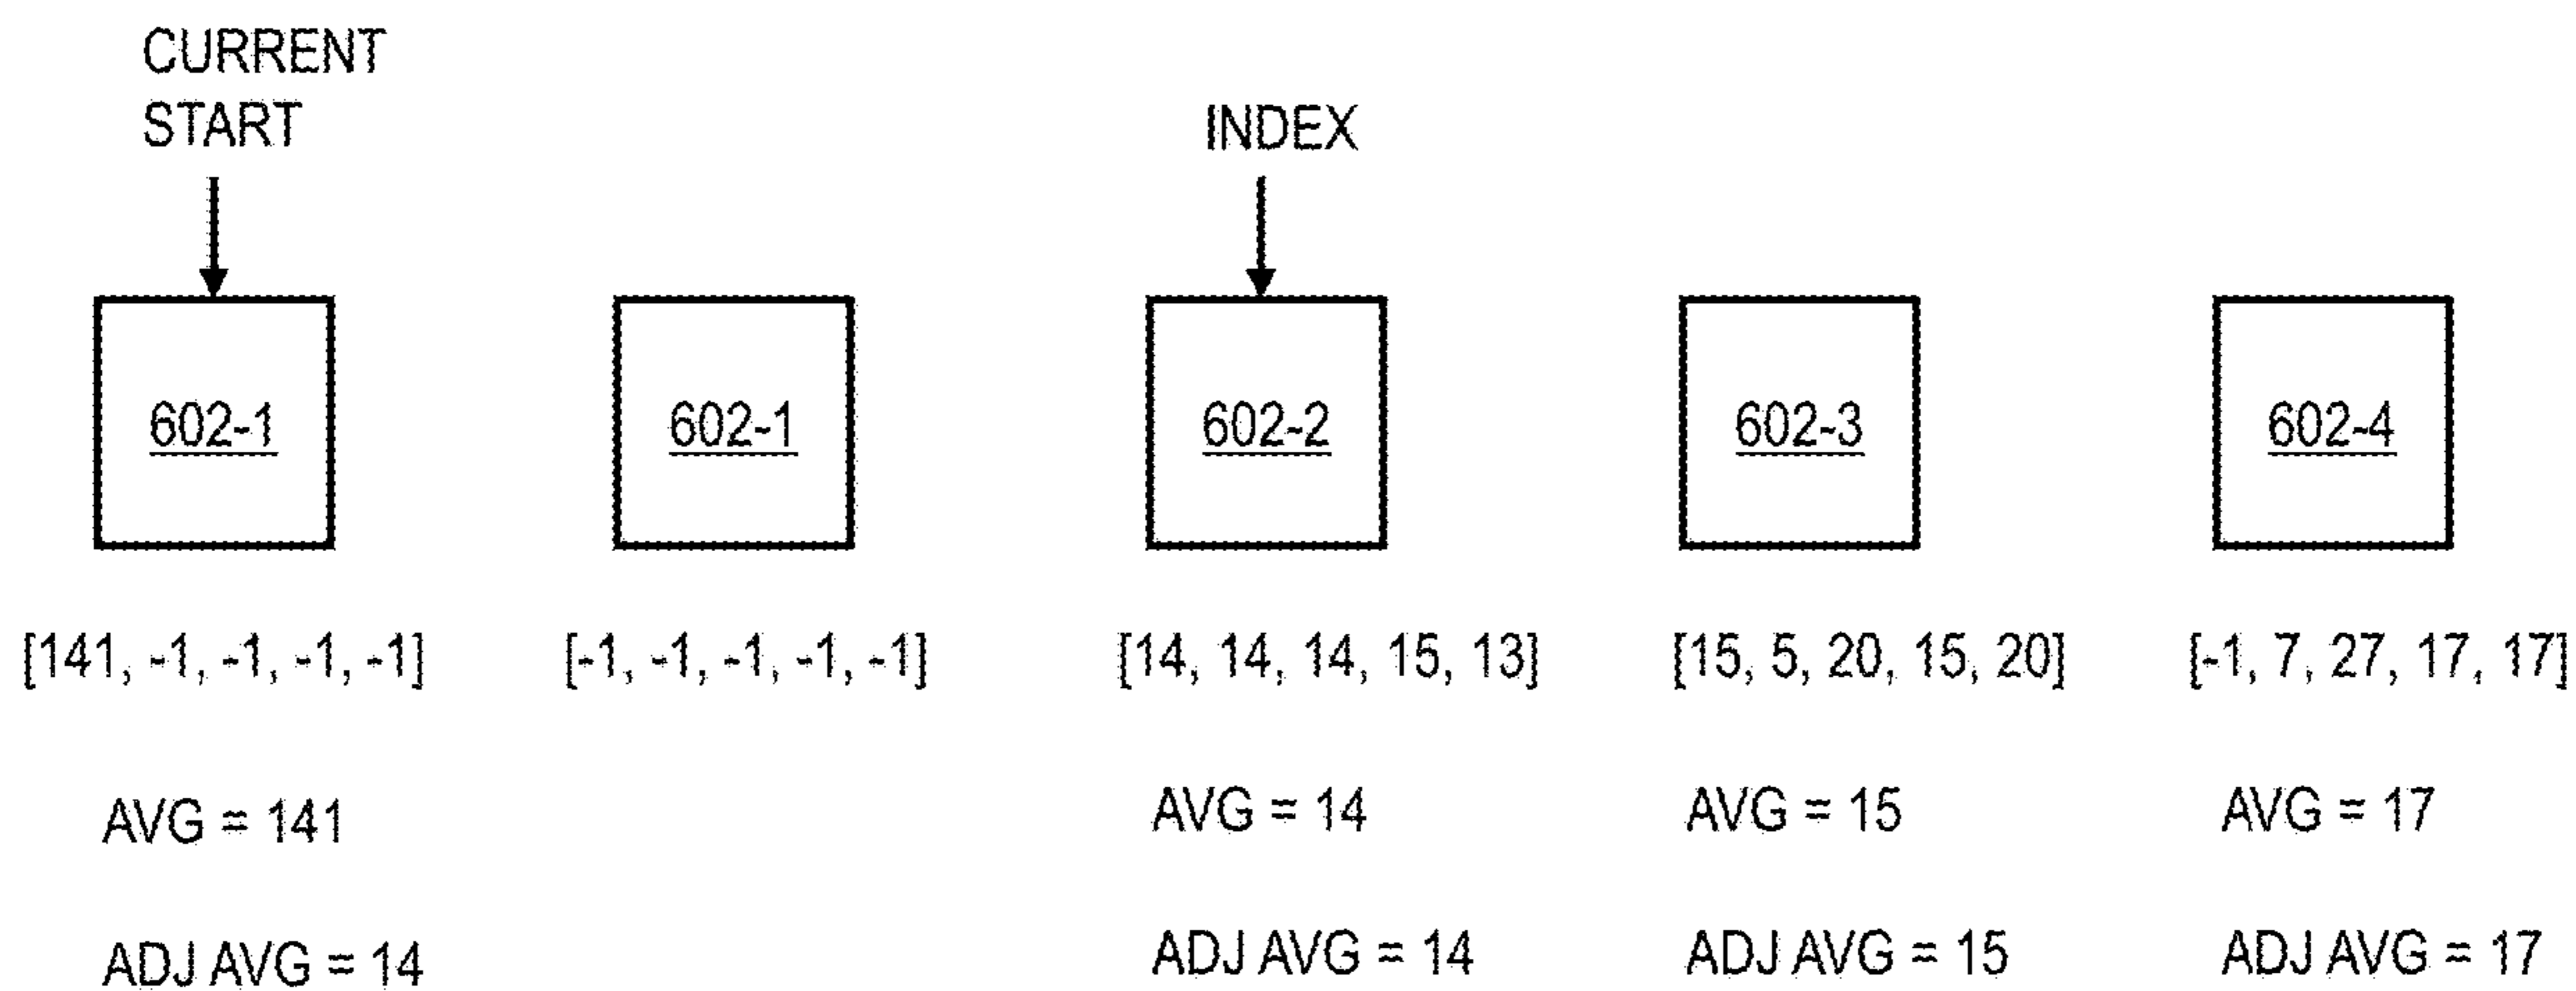 CURRENT
START
INDEX
602-1
602-1
602-2
602-3
602-4
[141, -1, -1, -1, -1]
[-1, -1, -1, -1, -1]
[14, 14, 14, 15, 13]
[15, 5, 20, 15, 20]
[-1, 7, 27, 17, 17]
AVG = 141
AVG = 14
AVG = 15
AVG = 17
ADJ AVG = 14
ADJ AVG = 14
ADJ AVG = 15
ADJ AVG = 17